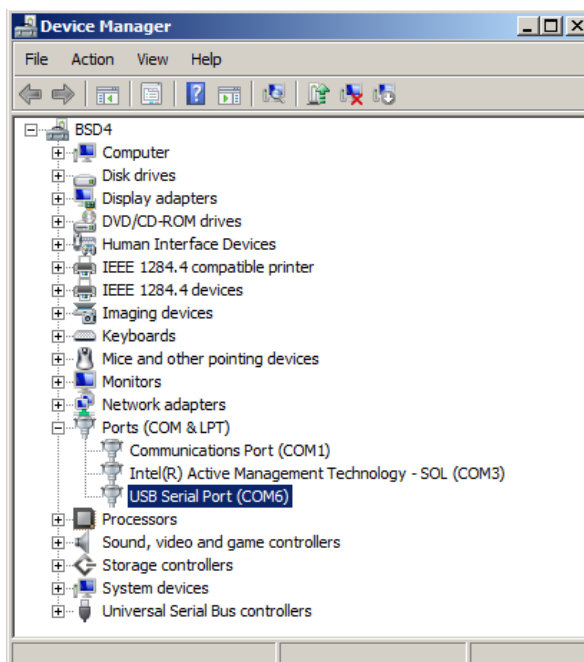 Device Manager
File Action View Help
BSD4
Computer
Disk drives
Display adapters
DVD/CD-ROM drives
Human Interface Devices
IEEE 1284.4 compatible printer
IEEE 1284.4 devices
Imaging devices
Keyboards
Mice and other pointing devices
Monitors
Network adapters
Ports (COM & LPT)
Communications Port (COM1)
Intel(R) Active Management Technology - SOL (COM3)
USB Serial Port (COM6)
Processors
Sound, video and game controllers
Storage controllers
System devices
Universal Serial Bus controllers